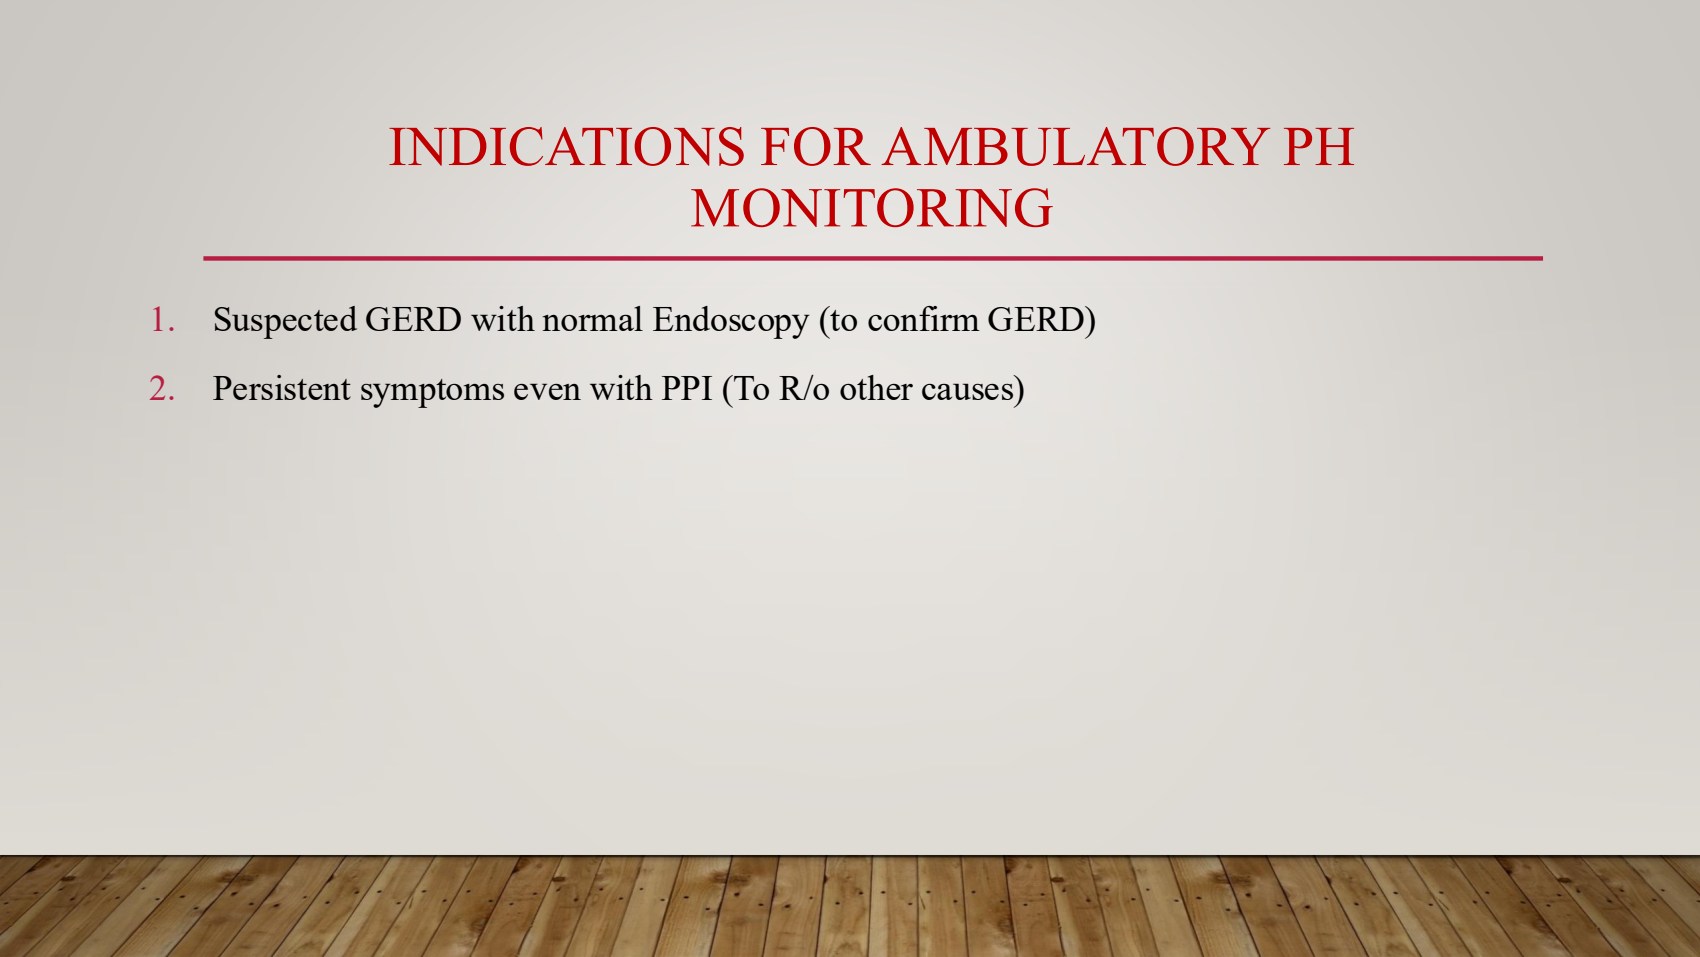 INDICATIONS FOR AMBULATORY PH
MONITORING
1. Suspected GERD with normal Endoscopy (to confirm GERD)
2. Persistent symptoms even with PPI (To R/o other causes)